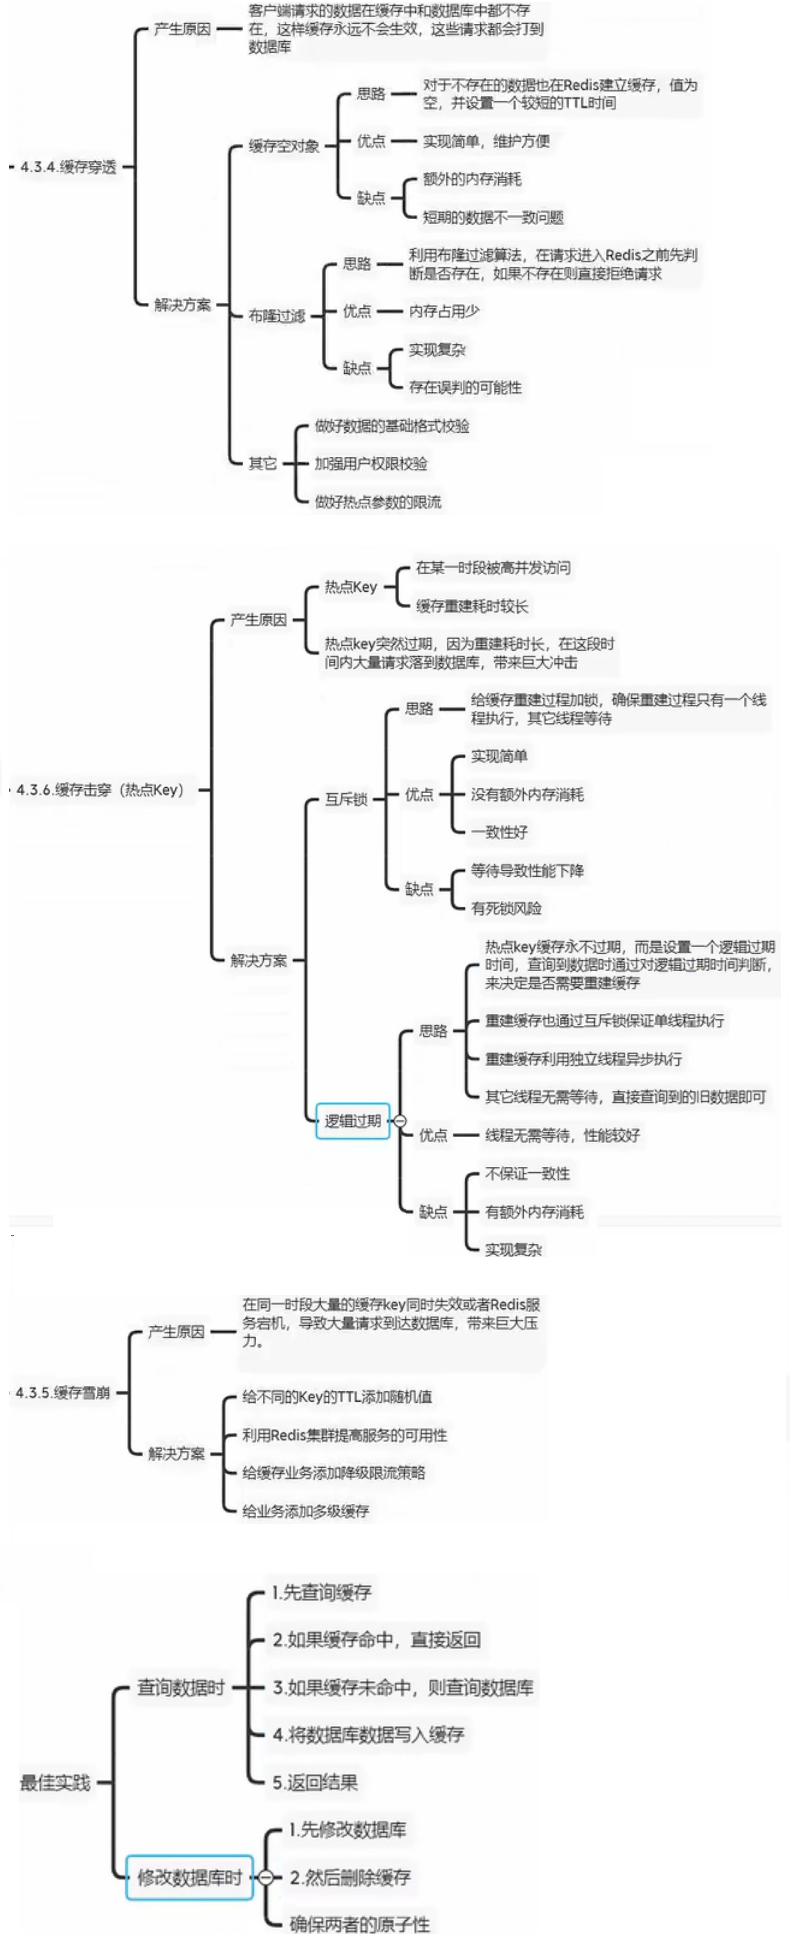 4.3.4.缓存穿透
产生原因
客户端请求的数据在缓存中和数据库中都不存
在，这样缓存永远不会生效，这些请求都会打到
数据库
解决方案
缓存空对象
思路
对于不存在的数据也在Redis建立缓存，值为
空，并设置一个较短的TTL时间
优点
实现简单，维护方便
缺点
额外的内存消耗
短期的数据不一致问题
布隆过滤
思路
利用布隆过滤算法，在请求进入Redis之前先判
断是否存在，如果不存在则直接拒绝请求
优点
内存占用少
缺点
实现复杂
存在误判的可能性
其它
做好数据的基础格式校验
加强用户权限校验
做好热点参数的限流
4.3.6.缓存击穿（热点Key）
产生原因
热点Key
在某一时段被高并发访问
缓存重建耗时较长
热点key突然过期，因为重建耗时长，在这段时
间内大量请求落到数据库，带来巨大冲击
解决方案
互斥锁
思路
给缓存重建过程加锁，确保重建过程只有一个线
程执行，其它线程等待
优点
实现简单
没有额外内存消耗
一致性好
缺点
等待导致性能下降
有死锁风险
逻辑过期
思路
热点key缓存永不过期，而是设置一个逻辑过期
时间，查询到数据时通过对逻辑过期时间判断，
来决定是否需要重建缓存
重建缓存也通过互斥锁保证单线程执行
重建缓存利用独立线程异步执行
其它线程无需等待，直接查询到的旧数据即可
优点
线程无需等待，性能较好
缺点
不保证一致性
有额外内存消耗
实现复杂
4.3.5.缓存雪崩
产生原因
在同一时段大量的缓存key同时失效或者Redis服
务宕机，导致大量请求到达数据库，带来巨大压
力。
解决方案
给不同的Key的TTL添加随机值
利用Redis集群提高服务的可用性
给缓存业务添加降级限流策略
给业务添加多级缓存
最佳实践
查询数据时
1.先查询缓存
2.如果缓存命中，直接返回
3.如果缓存未命中，则查询数据库
4.将数据库数据写入缓存
5.返回结果
修改数据库时
1.先修改数据库
2.然后删除缓存
确保两者的原子性